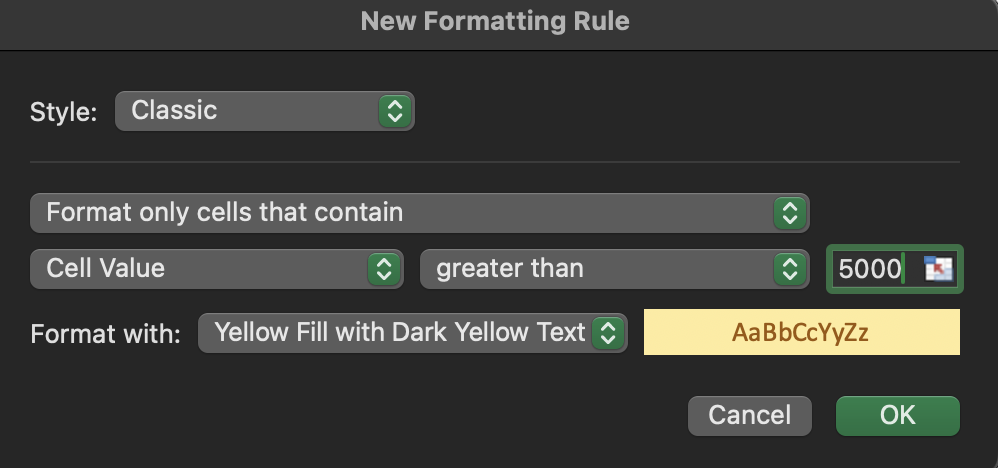 New Formatting Rule
Style: Classic
Format only cells that contain
Cell Value greater than 5000
Format with: Yellow Fill with Dark Yellow Text AaBbCcYyZz
Cancel OK